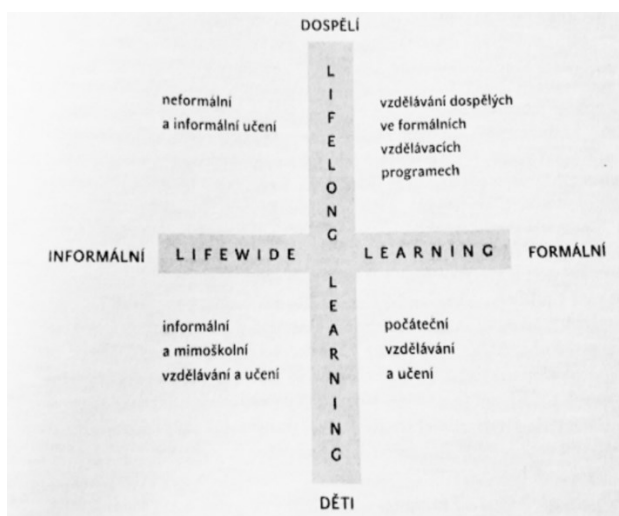 DOSPĚLÍ
LIFELONG LEARNING
neformální
a informální učení
vzdělávání dospělých
ve formálních
vzdělávacích
programech
INFORMÁLNÍ
LIFEWIDE LEARNING
FORMÁLNÍ
informální
a mimoškolní
vzdělávání a učení
počáteční
vzdělávání
a učení
DĚTI